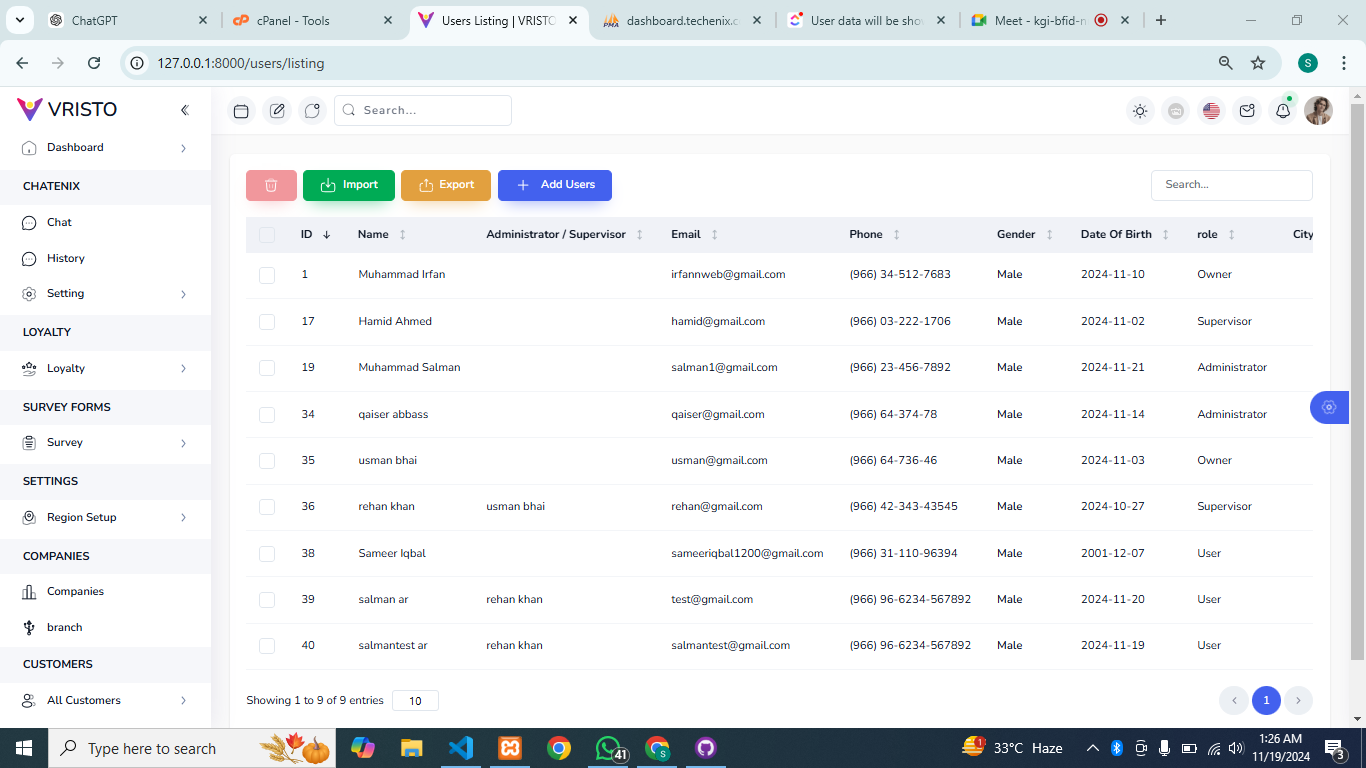 ChatGPT
cPanel - Tools
Users Listing | VRISTO
dashboard.techenix.c
User data will be sho
Meet - kgi-bfid-n
127.0.0.1:8000/users/listing
S
VRISTO
Search...
Dashboard
CHATENIX
Chat
History
Setting
LOYALTY
Loyalty
SURVEY FORMS
Survey
SETTINGS
Region Setup
COMPANIES
Companies
branch
CUSTOMERS
All Customers
Import Export Add Users Search...
ID Name Administrator / Supervisor Email Phone Gender Date Of Birth role City
1 Muhammad Irfan irfannweb@gmail.com (966) 34-512-7683 Male 2024-11-10 Owner
17 Hamid Ahmed hamid@gmail.com (966) 03-222-1706 Male 2024-11-02 Supervisor
19 Muhammad Salman salman1@gmail.com (966) 23-456-7892 Male 2024-11-21 Administrator
34 qaiser abbass qaiser@gmail.com (966) 64-374-78 Male 2024-11-14 Administrator
35 usman bhai usman@gmail.com (966) 64-736-46 Male 2024-11-03 Owner
36 rehan khan usman bhai rehan@gmail.com (966) 42-343-43545 Male 2024-10-27 Supervisor
38 Sameer Iqbal sameeriqbal1200@gmail.com (966) 31-110-96394 Male 2001-12-07 User
39 salman ar rehan khan test@gmail.com (966) 96-6234-567892 Male 2024-11-20 User
40 salmantest ar rehan khan salmantest@gmail.com (966) 96-6234-567892 Male 2024-11-19 User
Showing 1 to 9 of 9 entries 10
1
Type here to search
41
S
1
33°C Haze
1:26 AM
11/19/2024
3